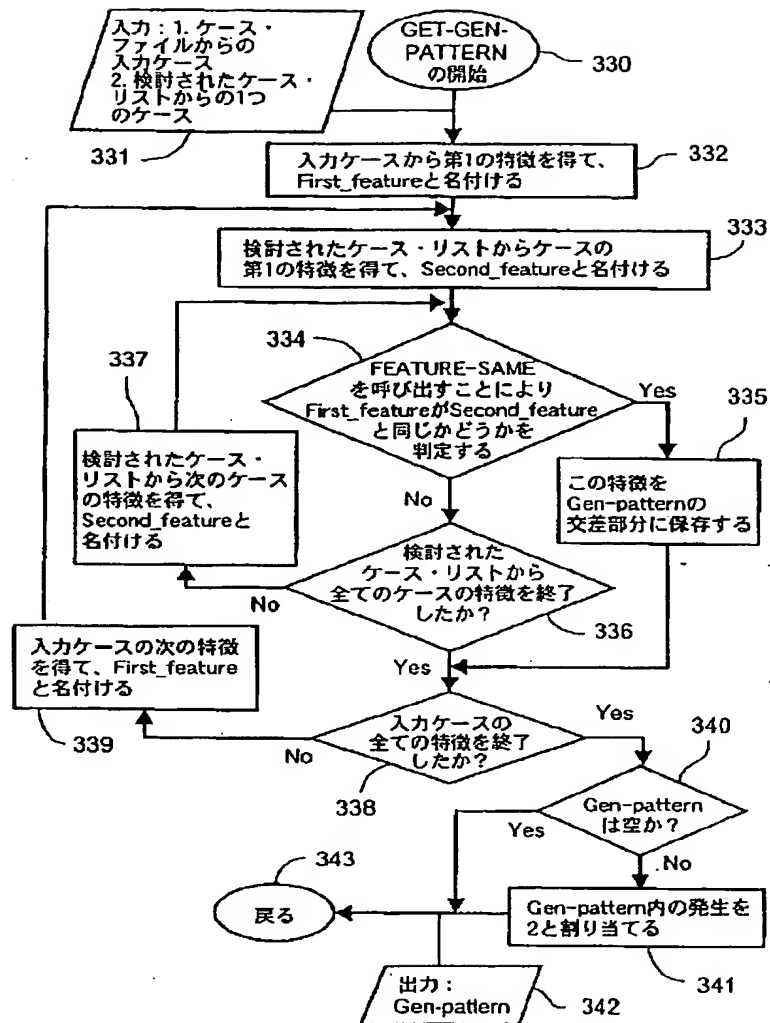 入力：1. ケース・
ファイルからの
入力ケース
2. 検討されたケース・
リストからの1つ
のケース
331
GET-GEN-
PATTERN
の開始
330
入力ケースから第1の特徴を得て、
First_featureと名付ける
332
333
検討されたケース・リストからケースの
第1の特徴を得て、Second_featureと名付ける
334
FEATURE-SAME
を呼び出すことにより
First_featureがSecond_feature
と同じかどうかを
判定する
Yes
No
335
この特徴を
Gen-patternの
交差部分に保存する
337
検討されたケース・
リストから次のケース
の特徴を得て、
Second_featureと
名付ける
検討された
ケース・リストから
全てのケースの特徴を終了
したか？
No
336
Yes
入力ケースの次の特徴
を得て、First_feature
と名付ける
339
入力ケースの
全ての特徴を終了
したか？
No
Yes
338
340
Gen-pattern
は空か？
Yes
No
343
戻る
Gen-pattern内の発生を
2と割り当てる
341
出力：
Gen-pattern
342